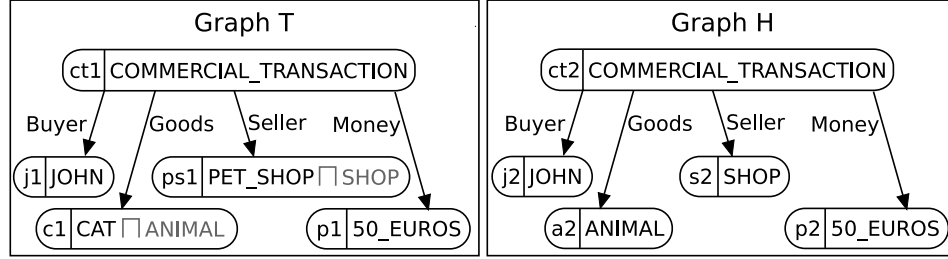 Graph T
ct1 COMMERCIAL_TRANSACTION
Buyer Goods Seller Money
j1 JOHN ps1 PET_SHOP ⊓ SHOP
c1 CAT ⊓ ANIMAL p1 50_EUROS
Graph H
ct2 COMMERCIAL_TRANSACTION
Buyer Goods Seller Money
j2 JOHN s2 SHOP
a2 ANIMAL p2 50_EUROS